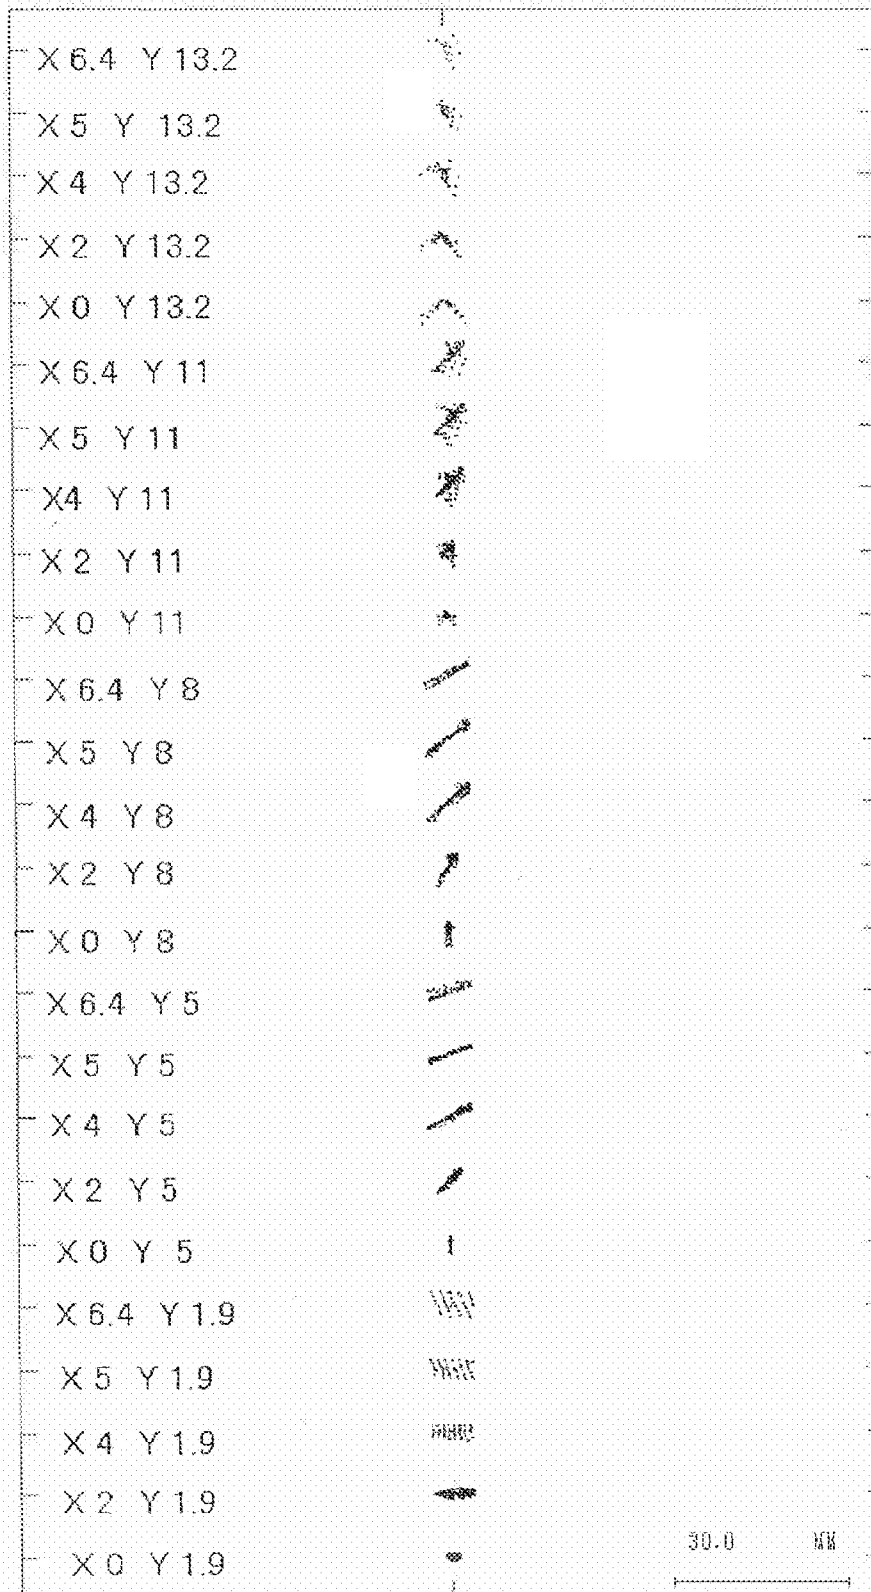 X 6.4 Y 13.2
X 5 Y 13.2
X 4 Y 13.2
X 2 Y 13.2
X 0 Y 13.2
X 6.4 Y 11
X 5 Y 11
X4 Y 11
X 2 Y 11
X 0 Y 11
X 6.4 Y 8
X 5 Y 8
X 4 Y 8
X 2 Y 8
X 0 Y 8
X 6.4 Y 5
X 5 Y 5
X 4 Y 5
X 2 Y 5
X 0 Y 5
X 6.4 Y 1.9
X 5 Y 1.9
X 4 Y 1.9
X 2 Y 1.9
30.0 MM
X 0 Y 1.9